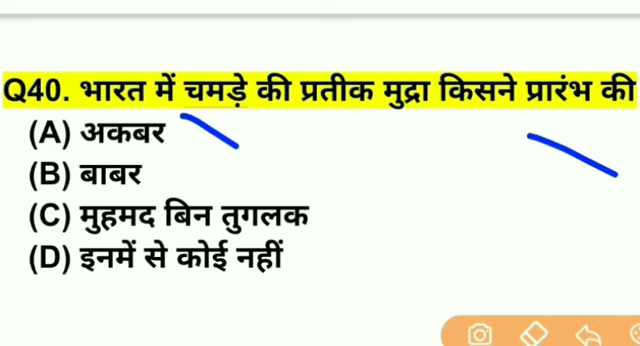 Q40. भारत में चमड़े की प्रतीक मुद्रा किसने प्रारंभ की
(A) अकबर
(B) बाबर
(C) मुहमद बिन तुगलक
(D) इनमें से कोई नहीं